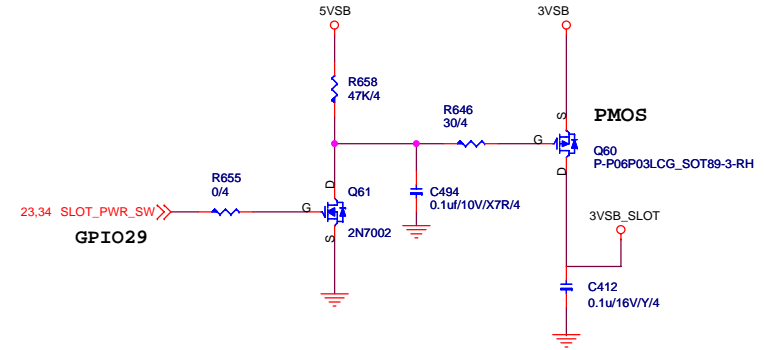 5VSB
3VSB
R658
47K/4
R646
30/4
S
PMOS
G
Q60
P-P06P03LCG_SOT89-3-RH
D
R655
0/4
D
Q61
C494
0.1uf/10V/X7R/4
23,34 SLOT_PWR_SW
G
3VSB_SLOT
GPIO29
S
2N7002
C412
0.1u/16V/Y/4